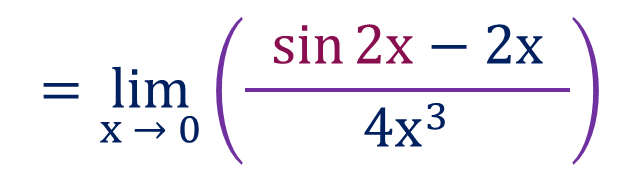 = lim x → 0 ( sin 2x − 2x / 4x³ )